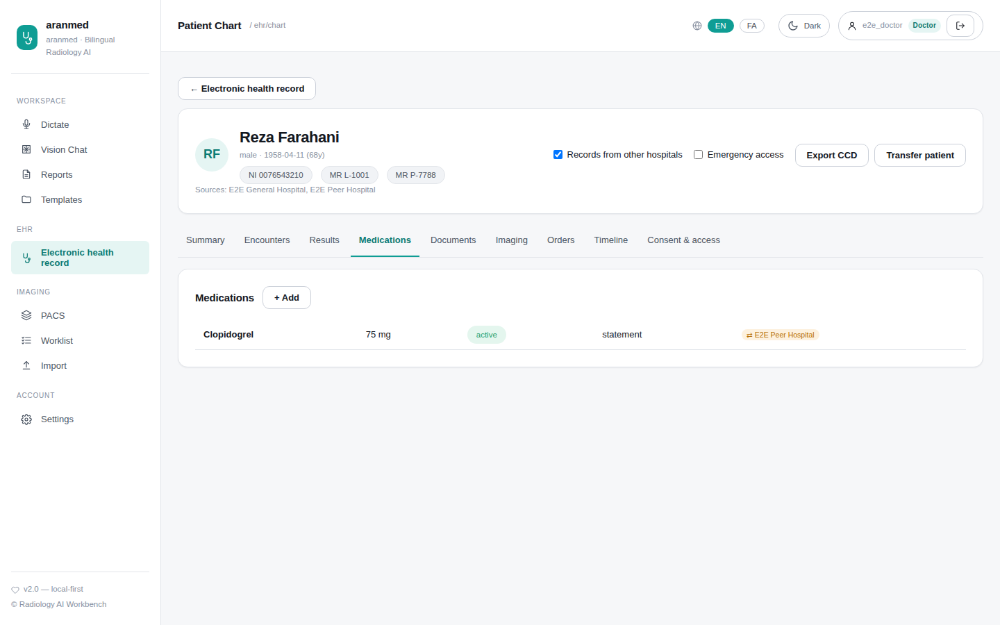 aranmed
aranmed · Bilingual
Radiology AI
WORKSPACE
Dictate
Vision Chat
Reports
Templates
EHR
Electronic health
record
IMAGING
PACS
Worklist
Import
ACCOUNT
Settings
v2.0 — local-first
© Radiology AI Workbench
Patient Chart / ehr/chart
EN FA Dark e2e_doctor Doctor
← Electronic health record
RF
Reza Farahani
male · 1958-04-11 (68y)
NI 0076543210 MR L-1001 MR P-7788
Sources: E2E General Hospital, E2E Peer Hospital
Records from other hospitals Emergency access Export CCD Transfer patient
Summary Encounters Results Medications Documents Imaging Orders Timeline Consent & access
Medications + Add
Clopidogrel 75 mg active statement ⇄ E2E Peer Hospital